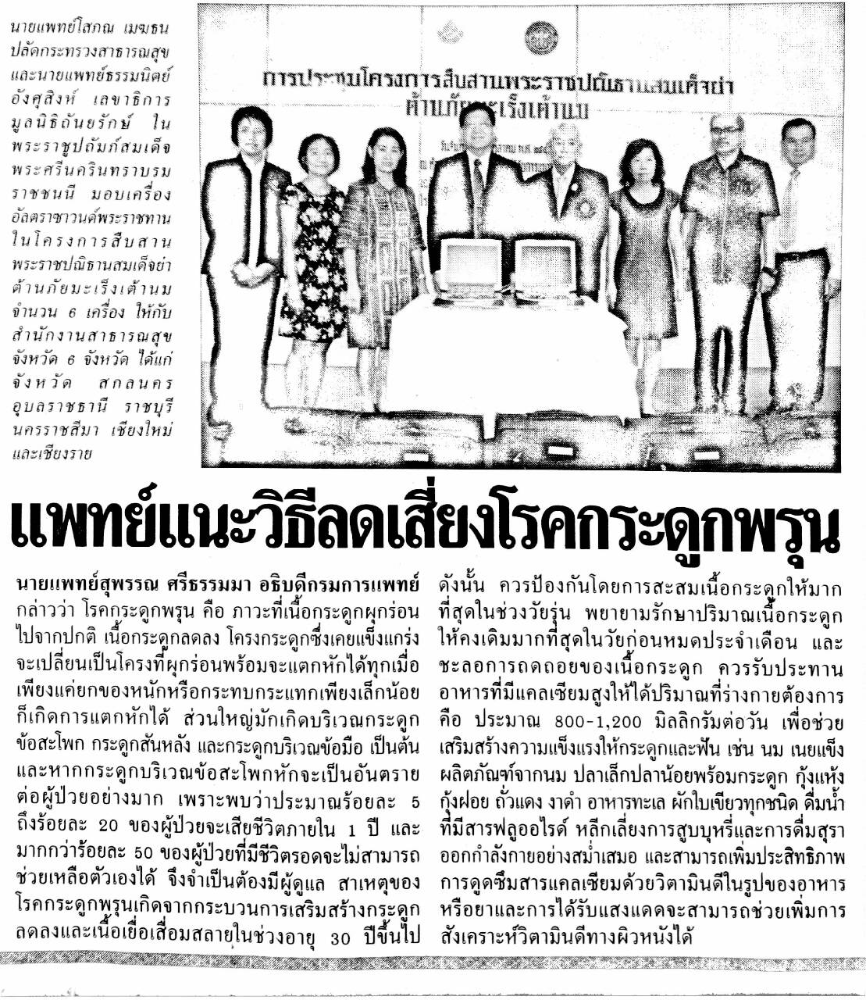 นายแพทย์โสภณ เมฆธน
ปลัดกระทรวงสาธารณสุข
และนายแพทย์ธรรมนิตย์
อังศุสิงห์ เลขาธิการ
มูลนิธิถันยรักษ์ ใน
พระราชูปถัมภ์สมเด็จ
พระศรีนครินทราบรม
ราชชนนี มอบเครื่อง
อัลตราซาวนด์พระราชทาน
ในโครงการสืบสาน
พระราชปณิธานสมเด็จย่า
ต้านภัยมะเร็งเต้านม
จำนวน 6 เครื่อง ให้กับ
สำนักงานสาธารณสุข
จังหวัด 6 จังหวัด ได้แก่
จังหวัด สกลนคร
อุบลราชธานี ราชบุรี
นครราชสีมา เชียงใหม่
และเชียงราย
การประชุมโครงการสืบสานพระราชปณิธานสมเด็จย่า
ต้านภัยมะเร็งเต้านม
แพทย์แนะวิธีลดเสี่ยงโรคกระดูกพรุน
นายแพทย์สุพรรณ ศรีธรรมมา อธิบดีกรมการแพทย์
กล่าวว่า โรคกระดูกพรุน คือ ภาวะที่เนื้อกระดูกผุกร่อน
ไปจากปกติ เนื้อกระดูกลดลง โครงกระดูกซึ่งเคยแข็งแกร่ง
จะเปลี่ยนเป็นโครงที่ผุกร่อนพร้อมจะแตกหักได้ทุกเมื่อ
เพียงแค่ยกของหนักหรือกระทบกระแทกเพียงเล็กน้อย
ก็เกิดการแตกหักได้ ส่วนใหญ่มักเกิดบริเวณกระดูก
ข้อสะโพก กระดูกสันหลัง และกระดูกบริเวณข้อมือ เป็นต้น
และหากกระดูกบริเวณข้อสะโพกหักจะเป็นอันตราย
ต่อผู้ป่วยอย่างมาก เพราะพบว่าประมาณร้อยละ 5
ถึงร้อยละ 20 ของผู้ป่วยจะเสียชีวิตภายใน 1 ปี และ
มากกว่าร้อยละ 50 ของผู้ป่วยที่มีชีวิตรอดจะไม่สามารถ
ช่วยเหลือตัวเองได้ จึงจำเป็นต้องมีผู้ดูแล สาเหตุของ
โรคกระดูกพรุนเกิดจากกระบวนการเสริมสร้างกระดูก
ลดลงและเนื้อเยื่อเสื่อมสลายในช่วงอายุ 30 ปีขึ้นไป
ดังนั้น ควรป้องกันโดยการสะสมเนื้อกระดูกให้มาก
ที่สุดในช่วงวัยรุ่น พยายามรักษาปริมาณเนื้อกระดูก
ให้คงเดิมมากที่สุดในวัยก่อนหมดประจำเดือน และ
ชะลอการถดถอยของเนื้อกระดูก ควรรับประทาน
อาหารที่มีแคลเซียมสูงให้ได้ปริมาณที่ร่างกายต้องการ
คือ ประมาณ 800-1,200 มิลลิกรัมต่อวัน เพื่อช่วย
เสริมสร้างความแข็งแรงให้กระดูกและฟัน เช่น นม เนยแข็ง
ผลิตภัณฑ์จากนม ปลาเล็กปลาน้อยพร้อมกระดูก กุ้งแห้ง
กุ้งฝอย ถั่วแดง งาดำ อาหารทะเล ผักใบเขียวทุกชนิด ดื่มน้ำ
ที่มีสารฟลูออไรด์ หลีกเลี่ยงการสูบบุหรี่และการดื่มสุรา
ออกกำลังกายอย่างสม่ำเสมอ และสามารถเพิ่มประสิทธิภาพ
การดูดซึมสารแคลเซียมด้วยวิตามินดีในรูปของอาหาร
หรือยาและการได้รับแสงแดดจะสามารถช่วยเพิ่มการ
สังเคราะห์วิตามินดีทางผิวหนังได้